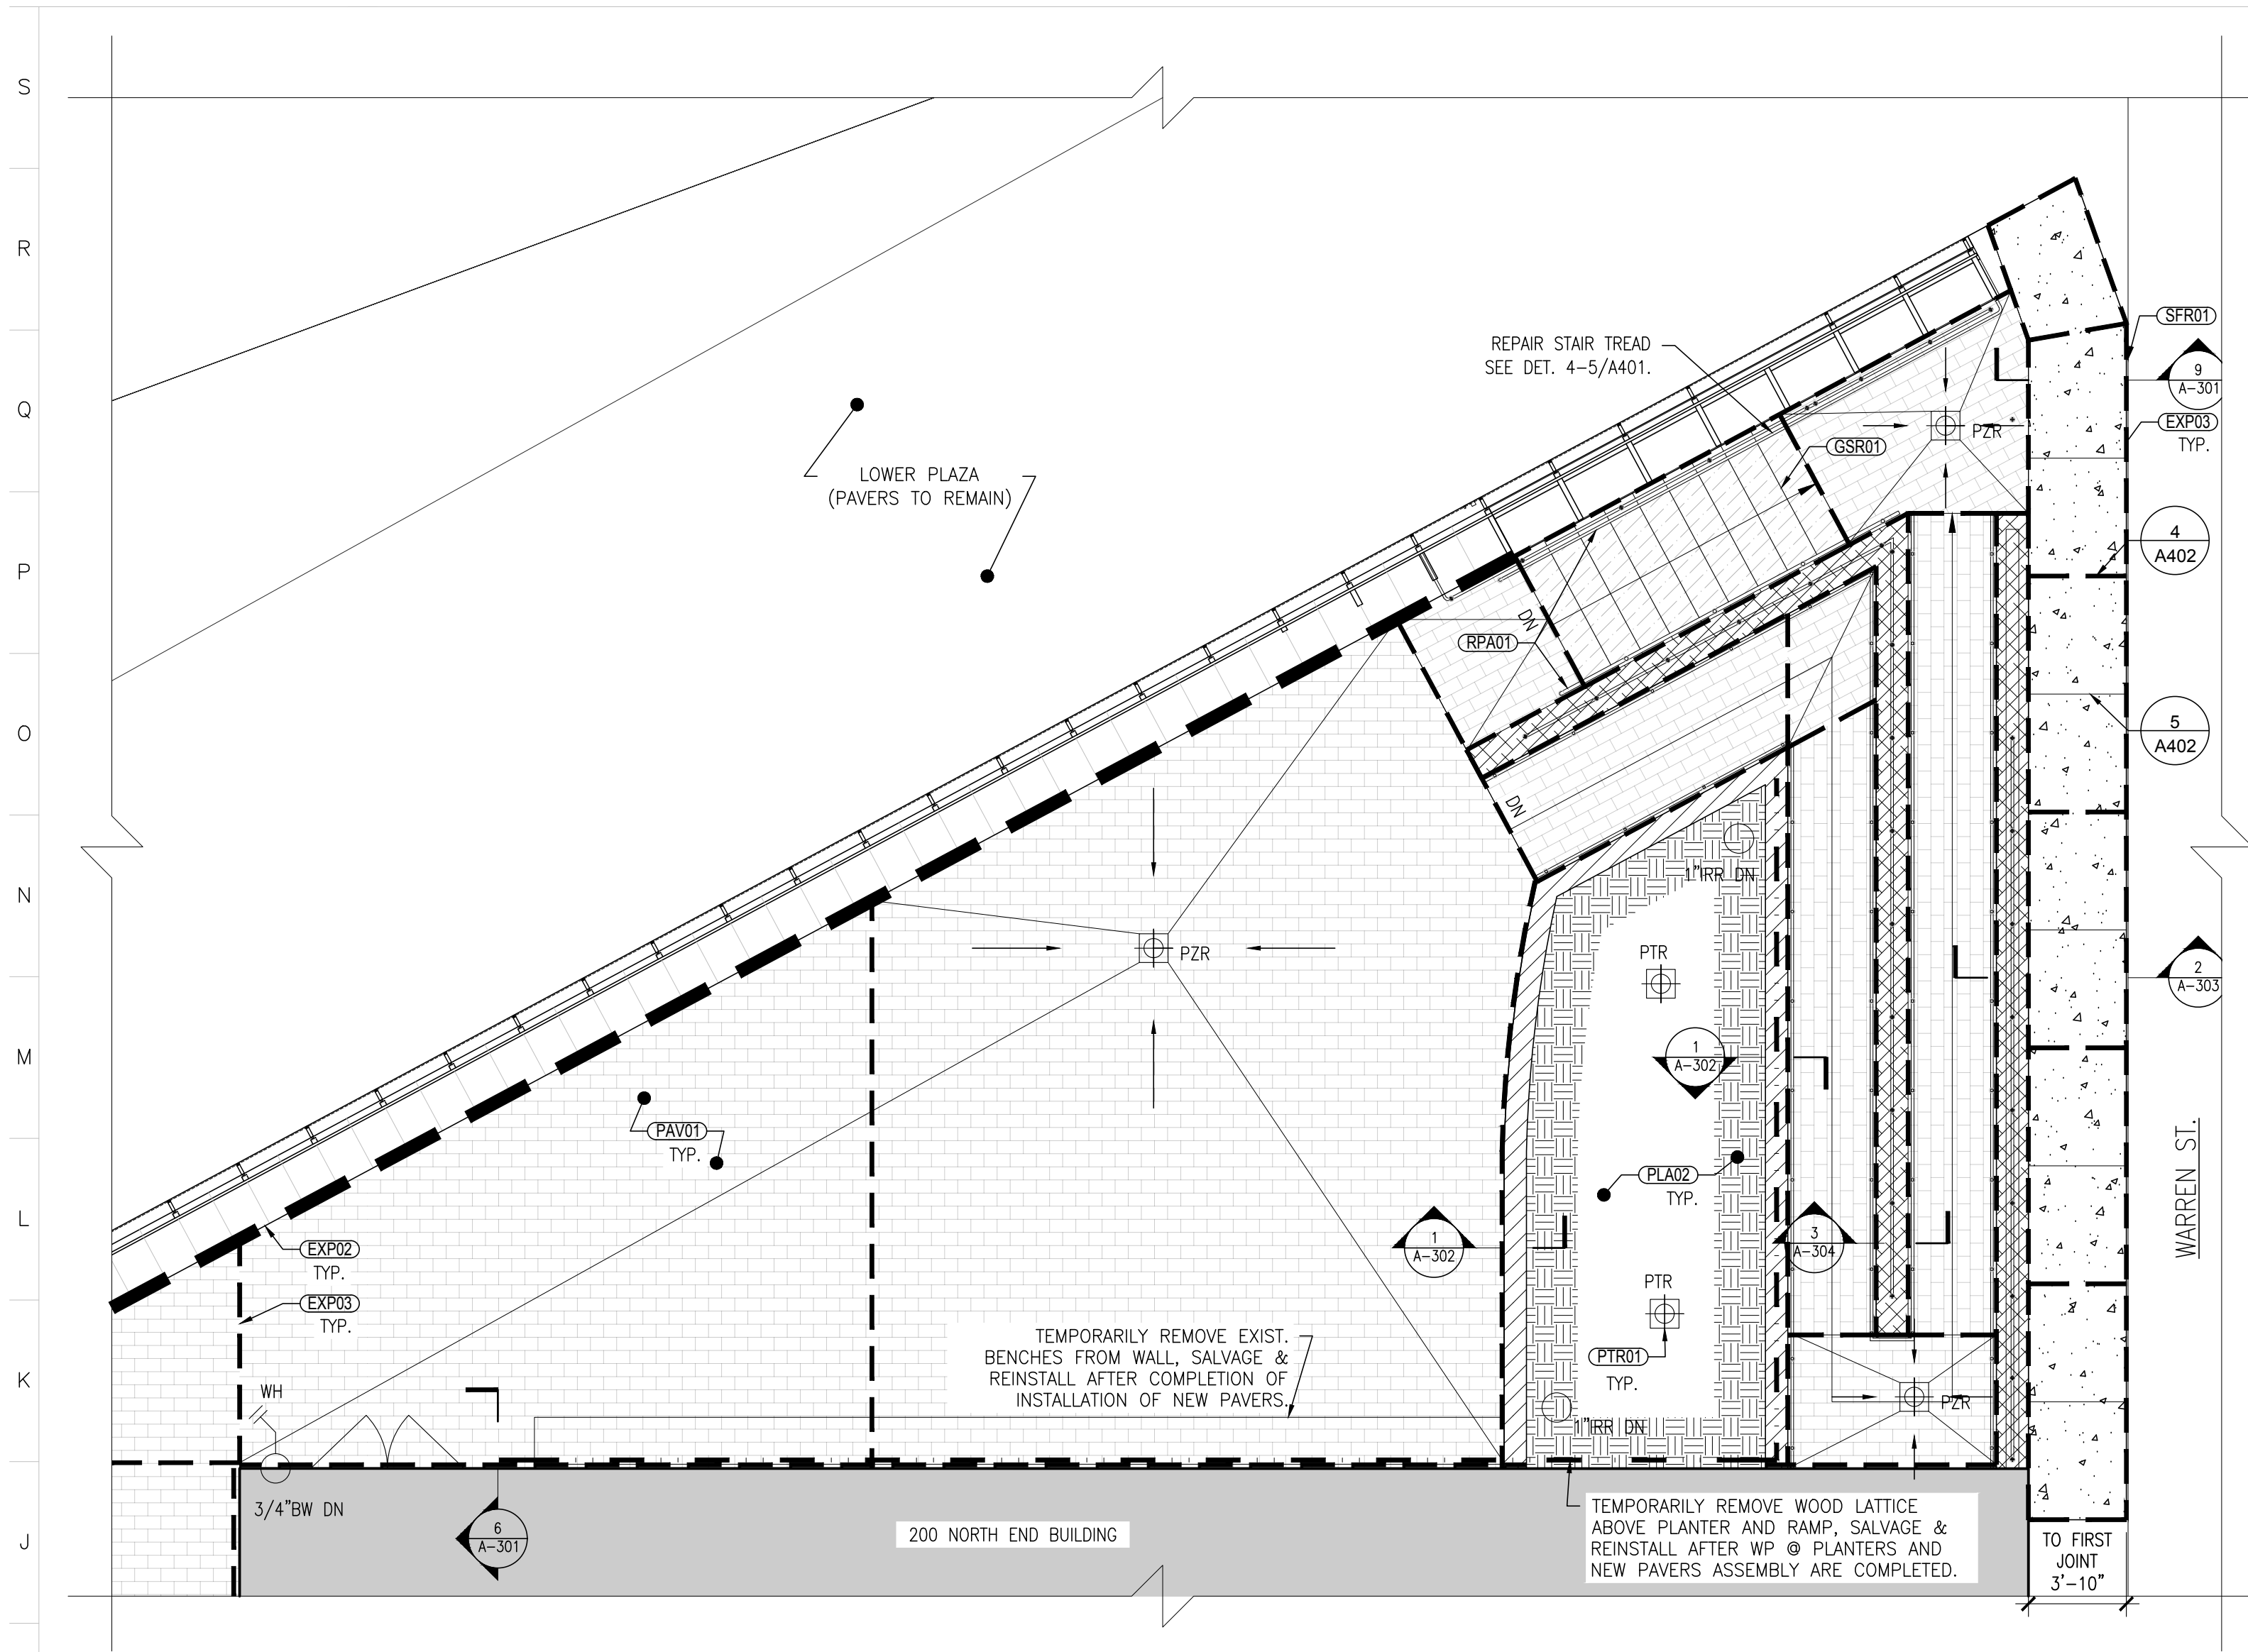 S
R
Q
P
O
N
M
L
K
J
REPAIR STAIR TREAD
SEE DET. 4-5/A401.
SFR01
9
A-301
EXP03
TYP.
PZR
GSR01
LOWER PLAZA
(PAVERS TO REMAIN)
4
A402
DN
RPA01
5
A402
DN
1"IRR DN
PZR
PTR
2
A-303
1
A-302
PAV01
TYP.
PLA02
TYP.
WARREN ST.
1
A-302
3
A-304
EXP02
TYP.
EXP03
TYP.
PTR
PTR01
TYP.
TEMPORARILY REMOVE EXIST.
BENCHES FROM WALL, SALVAGE &
REINSTALL AFTER COMPLETION OF
INSTALLATION OF NEW PAVERS.
WH
PZR
1"IRR DN
3/4"BW DN
6
A-301
200 NORTH END BUILDING
TEMPORARILY REMOVE WOOD LATTICE
ABOVE PLANTER AND RAMP, SALVAGE &
REINSTALL AFTER WP @ PLANTERS AND
NEW PAVERS ASSEMBLY ARE COMPLETED.
TO FIRST
JOINT
3'-10"